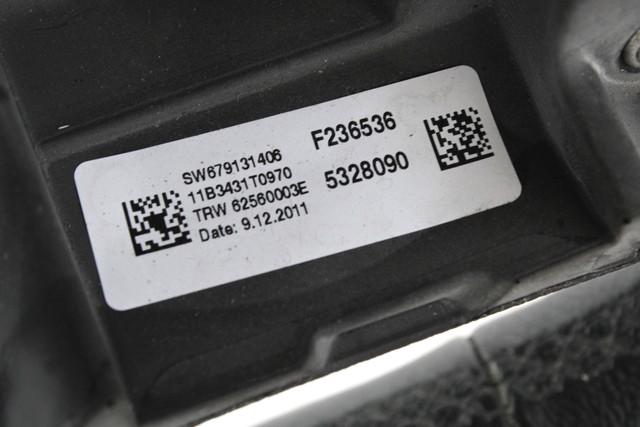 SW679131406
11B3431T0970
TRW 62560003E
Date: 9.12.2011
F236536
5328090